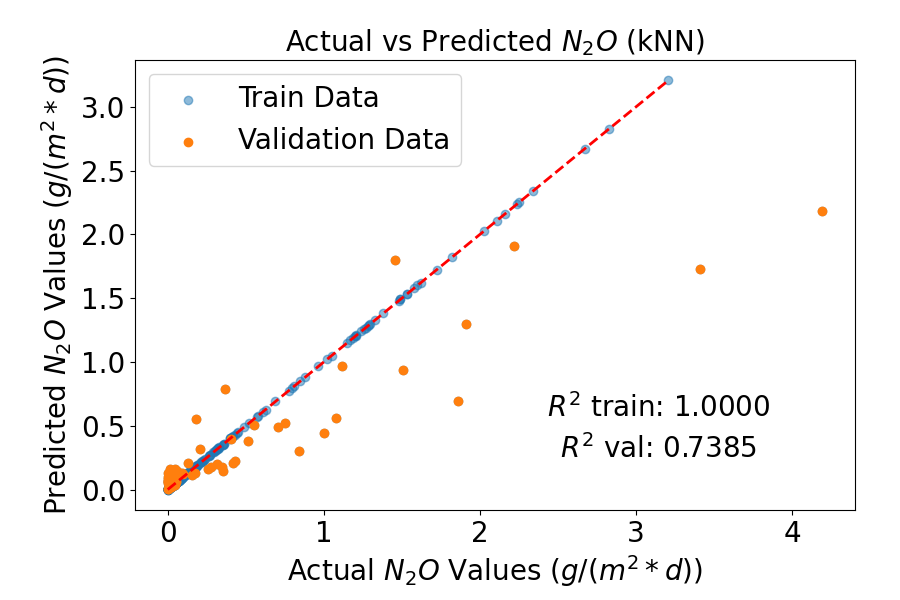 Actual vs Predicted N₂O (kNN)
Train Data
Validation Data
Predicted N₂O Values (g/(m² * d))
3.0
2.5
2.0
1.5
1.0
0.5
0.0
R² train: 1.0000
R² val: 0.7385
0 1 2 3 4
Actual N₂O Values (g/(m² * d))